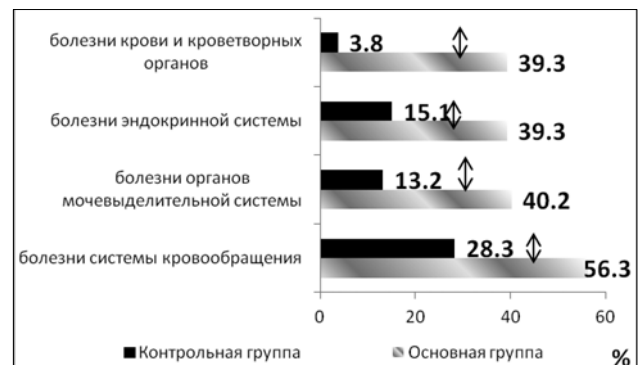 болезни крови и кроветворных
органов
3.8
39.3
болезни эндокринной системы
15.1
39.3
болезни органов
мочевыделительной системы
13.2
40.2
болезни системы кровообращения
28.3
56.3
0 20 40 60
Контрольная группа Основная группа %